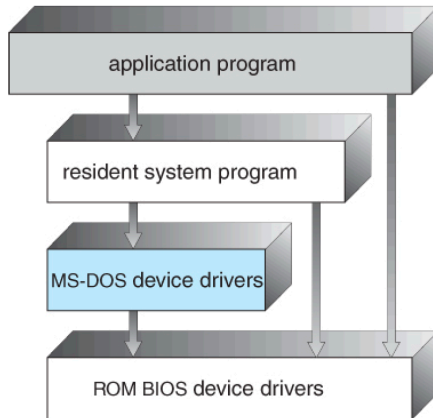 application program
resident system program
MS-DOS device drivers
ROM BIOS device drivers